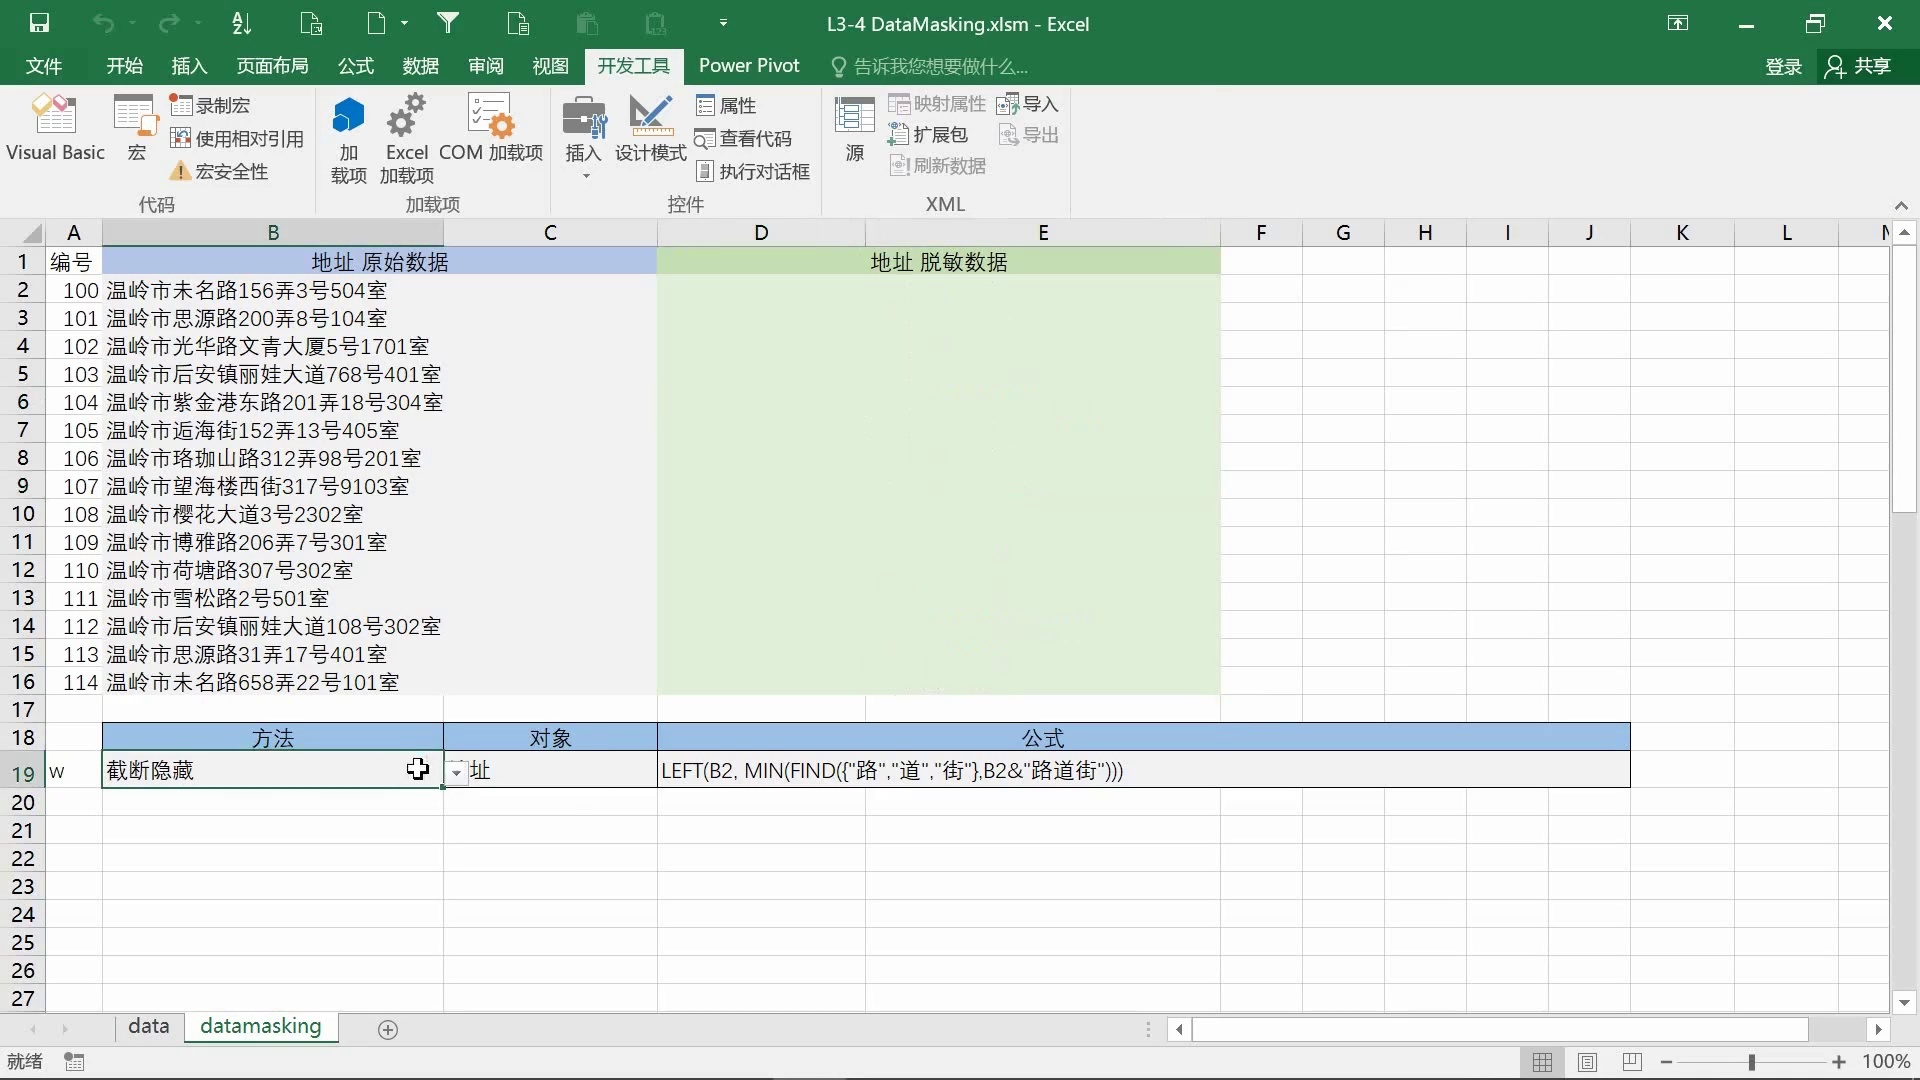 L3-4 DataMasking.xlsm - Excel
文件 开始 插入 页面布局 公式 数据 审阅 视图 开发工具 Power Pivot 告诉我您想要做什么... 登录 共享
Visual Basic 宏 录制宏 使用相对引用 宏安全性
加载项 Excel 加载项 COM 加载项
插入 设计模式 属性 查看代码 执行对话框
源 映射属性 扩展包 刷新数据 导入 导出
代码 加载项 控件 XML
A B C D E F G H I J K L
1 编号 地址 原始数据 地址 脱敏数据
2 100 温岭市未名路156弄3号504室
3 101 温岭市思源路200弄8号104室
4 102 温岭市光华路文青大厦5号1701室
5 103 温岭市后安镇丽娃大道768号401室
6 104 温岭市紫金港东路201弄18号304室
7 105 温岭市逅海街152弄13号405室
8 106 温岭市珞珈山路312弄98号201室
9 107 温岭市望海楼西街317号9103室
10 108 温岭市樱花大道3号2302室
11 109 温岭市博雅路206弄7号301室
12 110 温岭市荷塘路307号302室
13 111 温岭市雪松路2号501室
14 112 温岭市后安镇丽娃大道108号302室
15 113 温岭市思源路31弄17号401室
16 114 温岭市未名路658弄22号101室
17
18 方法 对象 公式
19 w 截断隐藏 址 LEFT(B2, MIN(FIND({"路","道","街"},B2&"路道街")))
20
21
22
23
24
25
26
27
data datamasking
就绪 100%